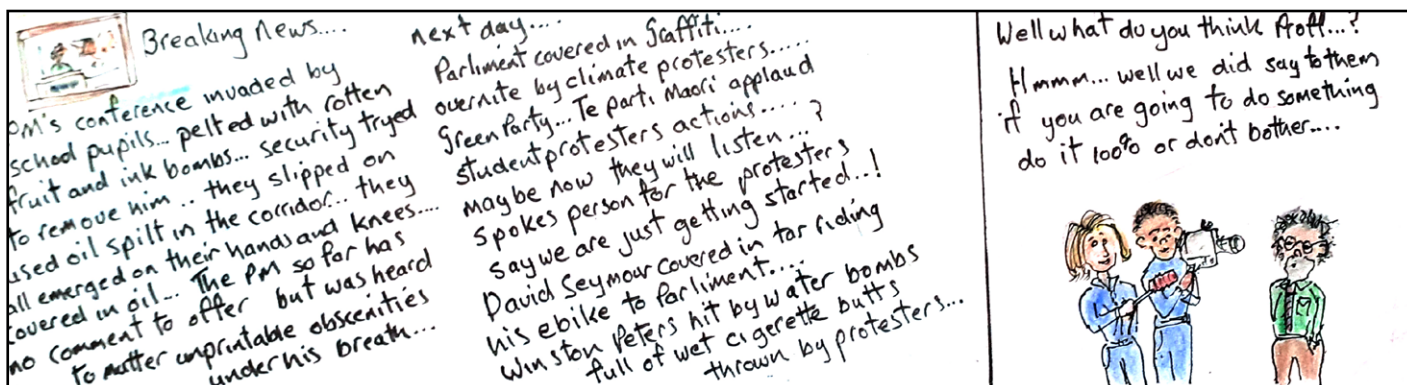 Breaking News....
PM's conference invaded by
school pupils... pelted with rotten
fruit and ink bombs... security tryed
to remove him.. they slipped on
used oil spilt in the corridor.. they
all emerged on their hands and knees....
covered in oil... The PM so far has
no comment to offer but was heard
to mutter unprintable obscenities
under his breath...
next day....
Parliment covered in Graffiti....
overnite by climate protesters.....
Green Party... Te parti Maori applaud
student protesters actions.....
maybe now they will listen...?
Spokes person for the protesters
say we are just getting started..!
David Seymour covered in tar riding
his ebike to Parliment....
Winston Peters hit by water bombs
full of wet cigerette butts
thrown by protesters...
Well what do you think Proff...?
Hmmm... well we did say to them
if you are going to do something
do it 100% or don't bother....